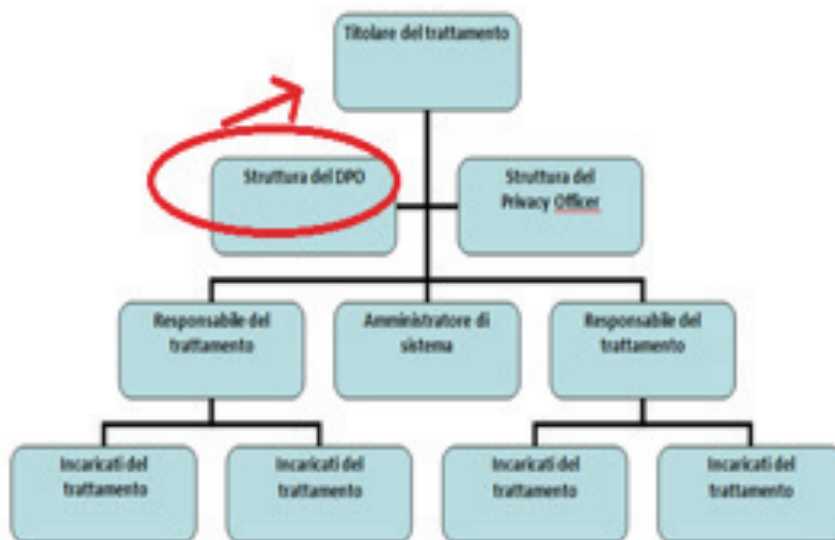 Titolare del trattamento
Struttura del DPO
Struttura del
Privacy Officer
Responsabile del
trattamento
Amministratore di
sistema
Responsabile del
trattamento
Incaricati del
trattamento
Incaricati del
trattamento
Incaricati del
trattamento
Incaricati del
trattamento